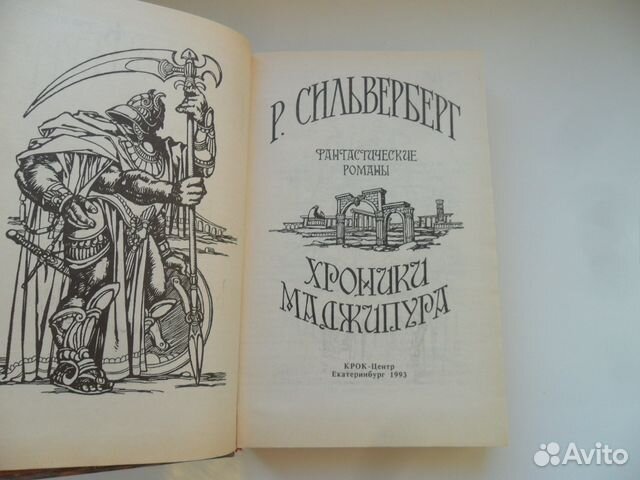 Р. СИЛЬВЕРБЕРГ
ФАНТАСТИЧЕСКИЕ
РОМАНЫ
ХРОНИКИ
МАДЖИПУРА
КРОК-Центр
Екатеринбург 1993
Avito